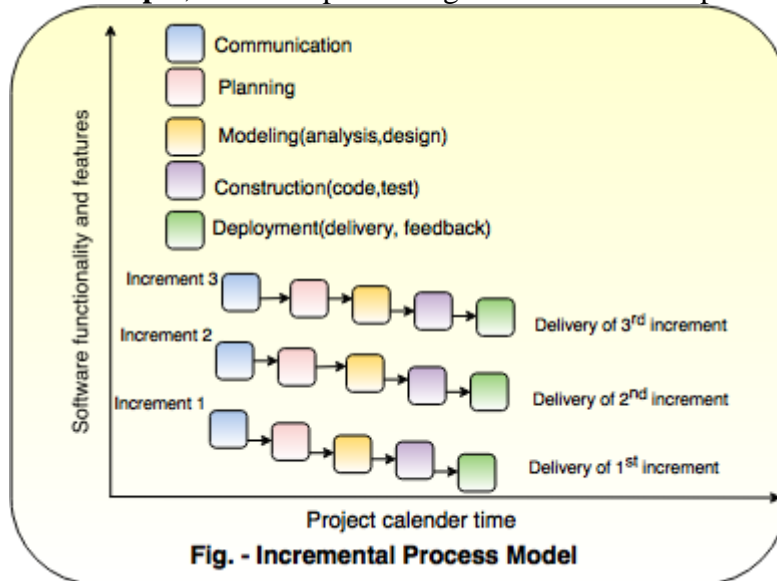 Communication
Planning
Modeling(analysis,design)
Construction(code,test)
Deployment(delivery, feedback)
Software functionality and features
Increment 3
Delivery of 3rd increment
Increment 2
Delivery of 2nd increment
Increment 1
Delivery of 1st increment
Project calender time
Fig. - Incremental Process Model